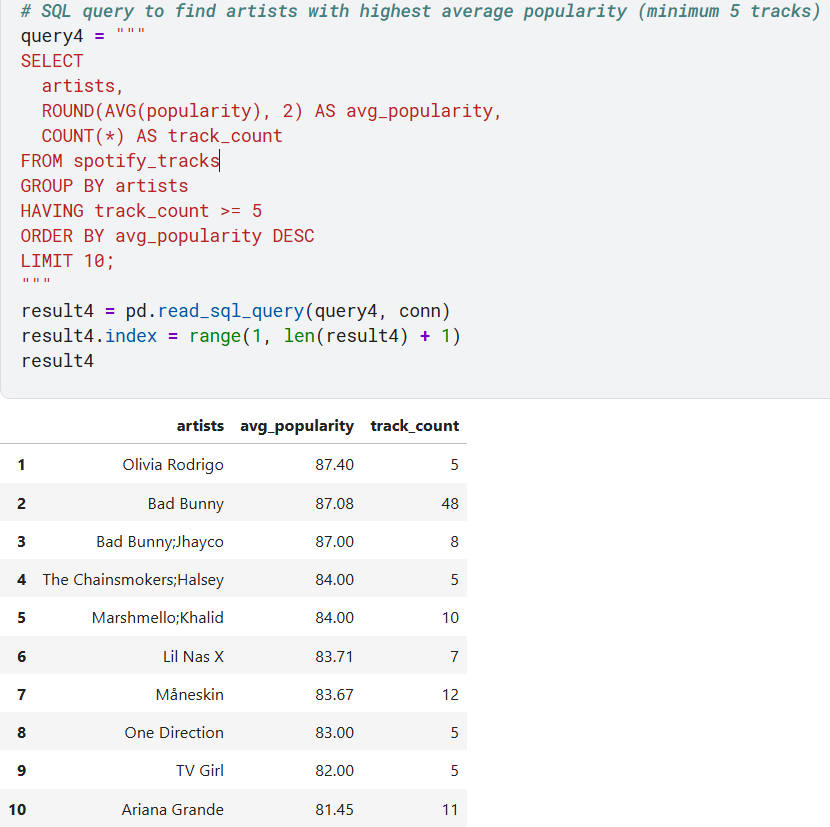 # SQL query to find artists with highest average popularity (minimum 5 tracks)
query4 = """
SELECT
  artists,
  ROUND(AVG(popularity), 2) AS avg_popularity,
  COUNT(*) AS track_count
FROM spotify_tracks
GROUP BY artists
HAVING track_count >= 5
ORDER BY avg_popularity DESC
LIMIT 10;
"""
result4 = pd.read_sql_query(query4, conn)
result4.index = range(1, len(result4) + 1)
result4
artists avg_popularity track_count
1 Olivia Rodrigo 87.40 5
2 Bad Bunny 87.08 48
3 Bad Bunny;Jhayco 87.00 8
4 The Chainsmokers;Halsey 84.00 5
5 Marshmello;Khalid 84.00 10
6 Lil Nas X 83.71 7
7 Måneskin 83.67 12
8 One Direction 83.00 5
9 TV Girl 82.00 5
10 Ariana Grande 81.45 11